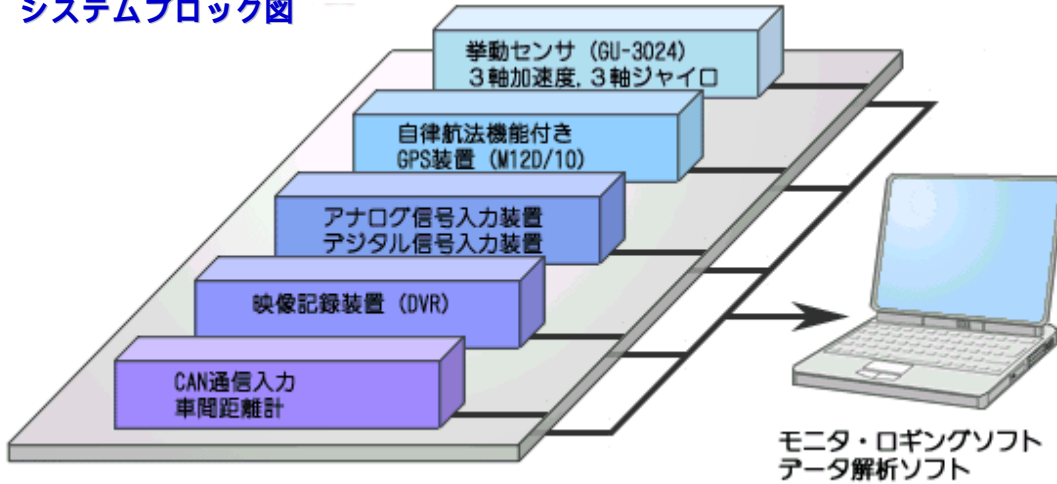 システムブロック図
挙動センサ (GU-3024)
３軸加速度, ３軸ジャイロ
自律航法機能付き
GPS装置 (M12D/10)
アナログ信号入力装置
デジタル信号入力装置
映像記録装置 (DVR)
CAN通信入力
車間距離計
モニタ・ロギングソフト
データ解析ソフト